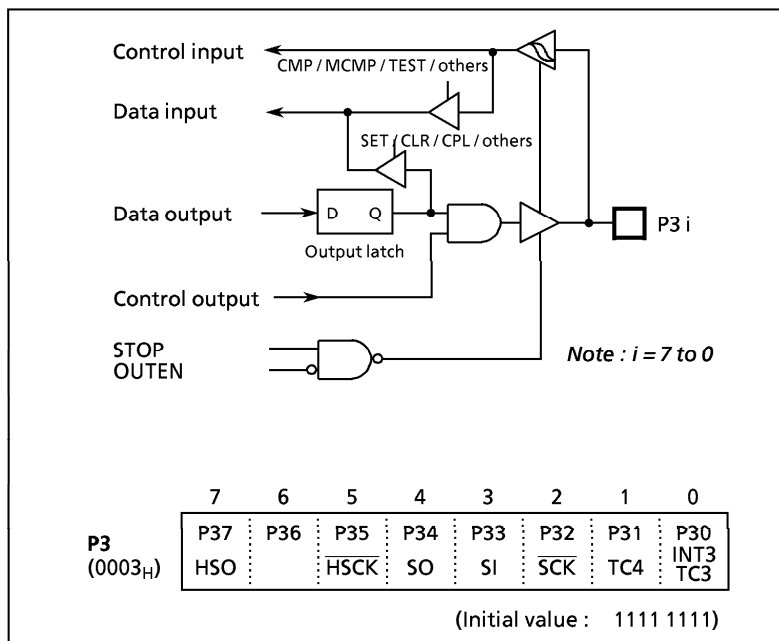 Control input
CMP / MCMP / TEST / others
Data input
SET / CLR / CPL / others
Data output
D Q
P3 i
Output latch
Control output
STOP
OUTEN
Note : i = 7 to 0
7 6 5 4 3 2 1 0
P3
(0003H)
P37 P36 P35 P34 P33 P32 P31 P30
HSO HSCK SO SI SCK TC4 INT3
TC3
(Initial value : 1111 1111)